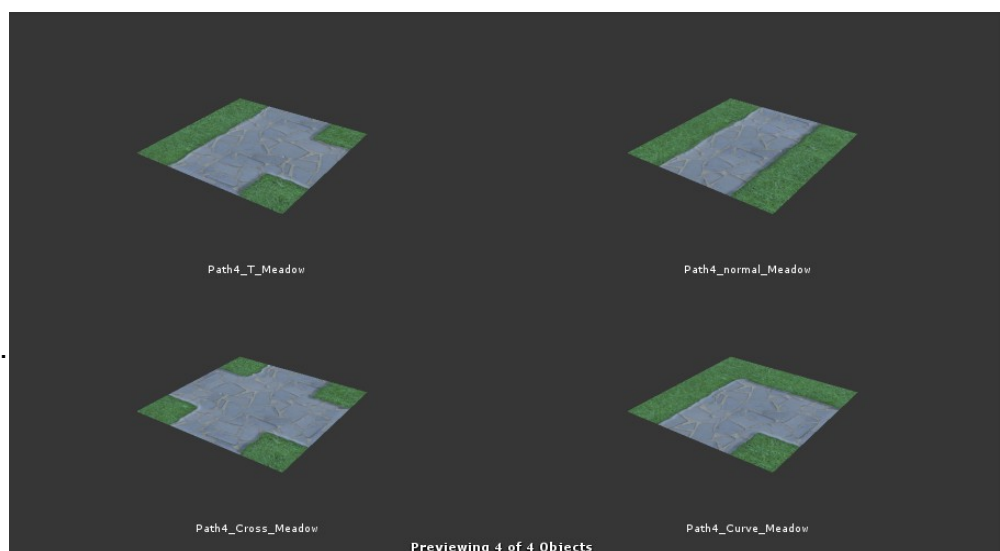 Path4_T_Meadow
Path4_normal_Meadow
Path4_Cross_Meadow
Path4_Curve_Meadow
Previewing 4 of 4 Objects